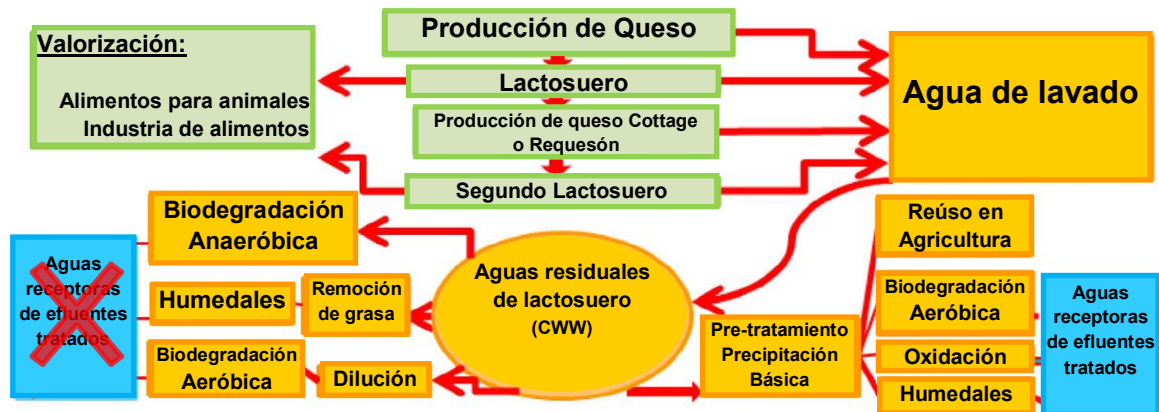 Producción de Queso
Valorización:
Alimentos para animales
Industria de alimentos
Lactosuero
Producción de queso Cottage
o Requesón
Segundo Lactosuero
Agua de lavado
Biodegradación
Anaeróbica
Aguas
receptoras
de efluentes
tratados
Humedales
Remoción
de grasa
Biodegradación
Aeróbica
Dilución
Aguas residuales
de lactosuero
(CWW)
Pre-tratamiento
Precipitación
Básica
Reúso en
Agricultura
Biodegradación
Aeróbica
Oxidación
Humedales
Aguas
receptoras
de efluentes
tratados